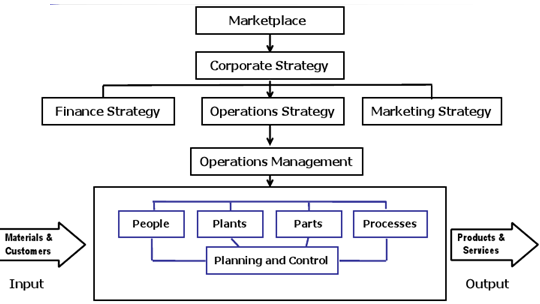 Marketplace
Corporate Strategy
Finance Strategy
Operations Strategy
Marketing Strategy
Operations Management
People
Plants
Parts
Processes
Planning and Control
Materials &
Customers
Input
Products &
Services
Output